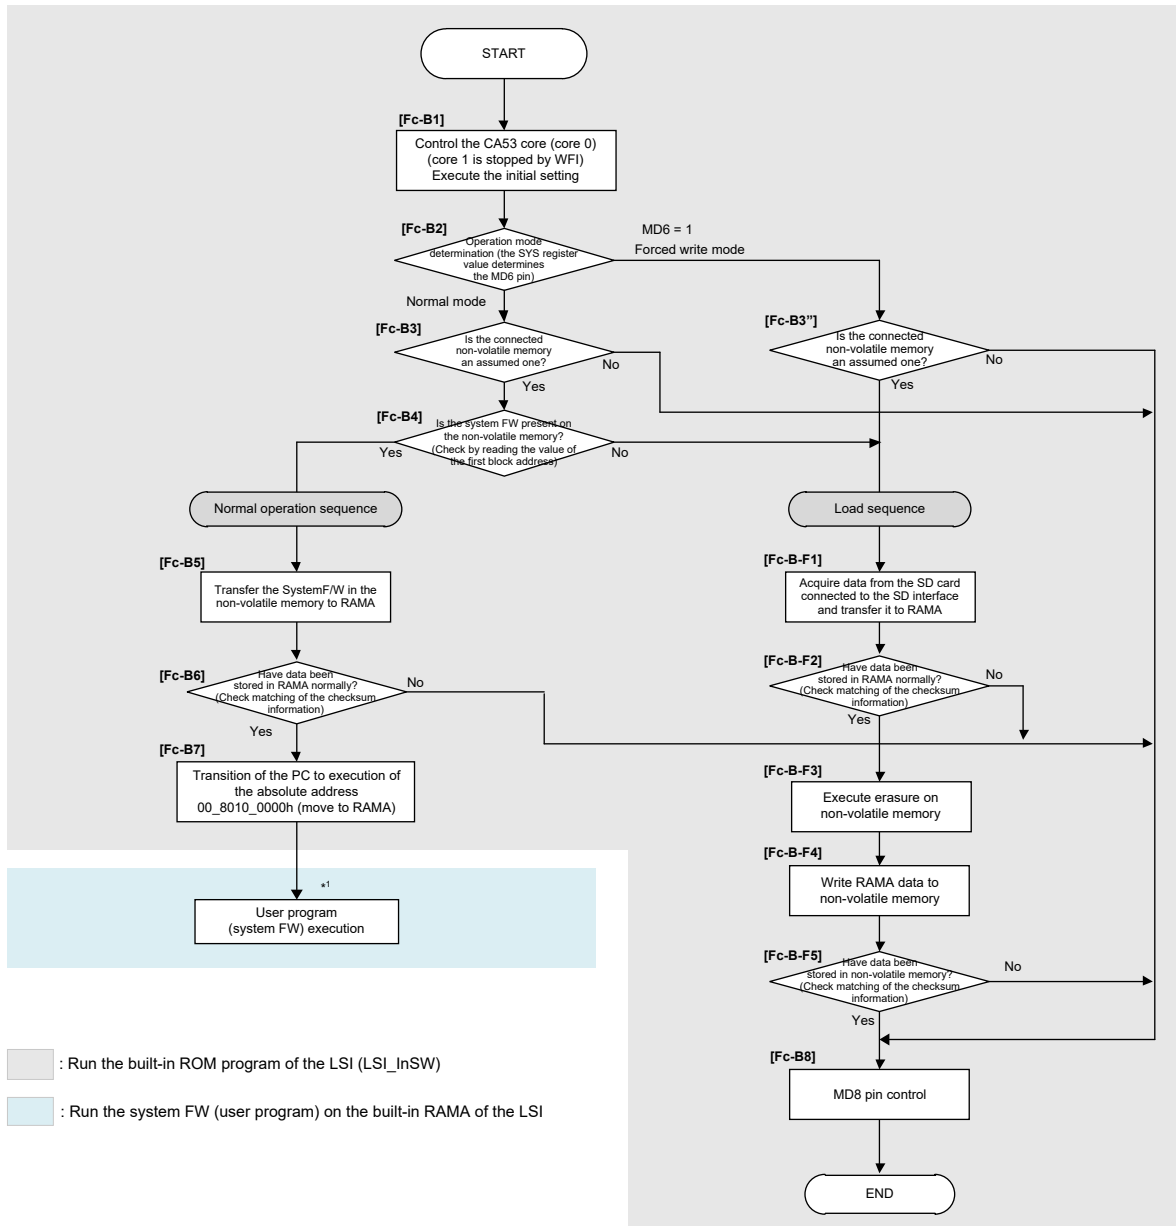 START
[Fc-B1]
Control the CA53 core (core 0)
(core 1 is stopped by WFI)
Execute the initial setting
[Fc-B2]
Operation mode
determination (the SYS register
value determines
the MD6 pin)
MD6 = 1
Forced write mode
Normal mode
[Fc-B3]
Is the connected
non-volatile memory
an assumed one?
No
Yes
[Fc-B3”]
Is the connected
non-volatile memory
an assumed one?
No
Yes
[Fc-B4]
Is the system FW present on
the non-volatile memory?
(Check by reading the value of
the first block address)
Yes
No
Normal operation sequence
Load sequence
[Fc-B5]
Transfer the SystemF/W in the
non-volatile memory to RAMA
[Fc-B-F1]
Acquire data from the SD card
connected to the SD interface
and transfer it to RAMA
[Fc-B6]
Have data been
stored in RAMA normally?
(Check matching of the checksum
information)
No
Yes
[Fc-B-F2]
Have data been
stored in RAMA normally?
(Check matching of the checksum
information)
No
Yes
[Fc-B7]
Transition of the PC to execution of
the absolute address
00_8010_0000h (move to RAMA)
[Fc-B-F3]
Execute erasure on
non-volatile memory
[Fc-B-F4]
Write RAMA data to
non-volatile memory
*1
User program
(system FW) execution
[Fc-B-F5]
Have data been
stored in non-volatile memory?
(Check matching of the checksum
information)
No
Yes
[Fc-B8]
MD8 pin control
END
: Run the built-in ROM program of the LSI (LSI_InSW)
: Run the system FW (user program) on the built-in RAMA of the LSI